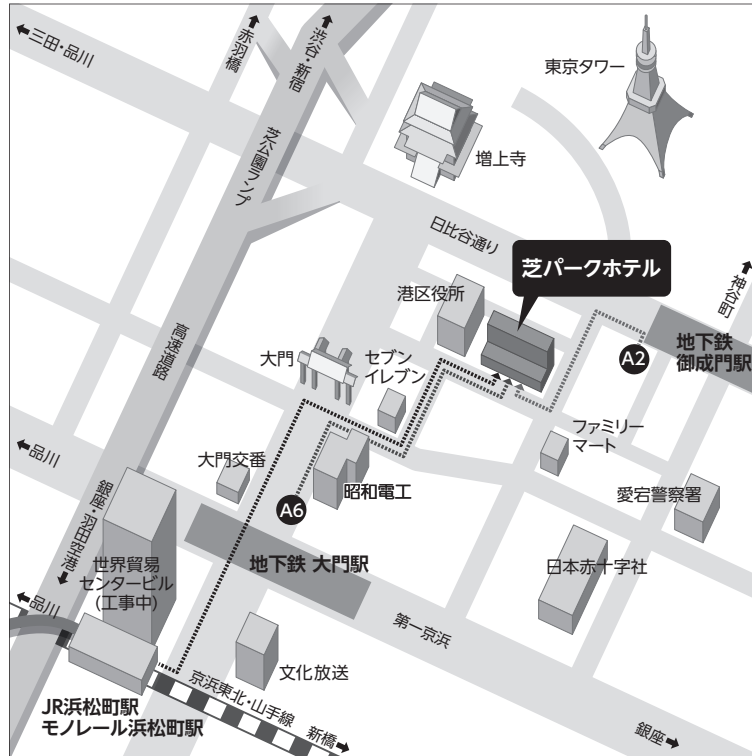 ←三田・品川
↑赤羽橋
↑渋谷・新宿
東京タワー
増上寺
芝公園ランプ
日比谷通り
芝パークホテル
港区役所
↑神谷町
地下鉄
御成門駅
A2
高速道路
大門
セブン
イレブン
ファミリー
マート
←品川
大門交番
昭和電工
A6
愛宕警察署
銀座・羽田空港↓
世界貿易
センタービル
(工事中)
地下鉄 大門駅
日本赤十字社
←品川
第一京浜
文化放送
京浜東北・山手線
新橋→
JR浜松町駅
モノレール浜松町駅
銀座→